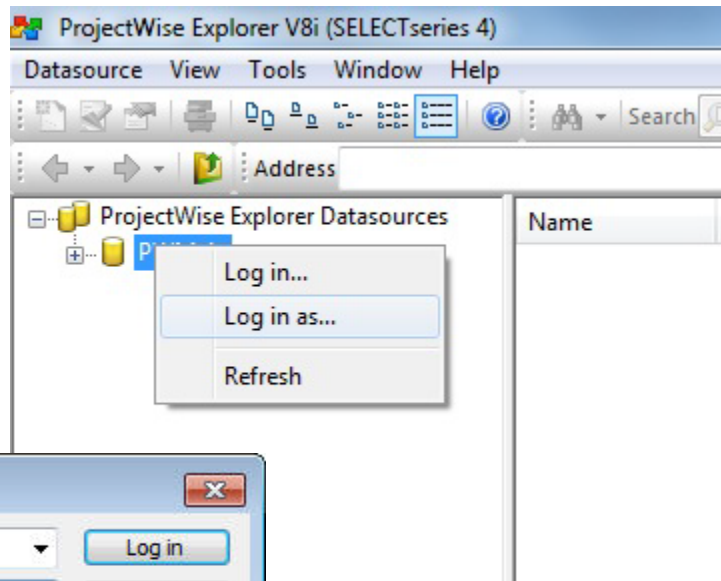 ProjectWise Explorer V8i (SELECTseries 4)
Datasource View Tools Window Help
Search
Address
ProjectWise Explorer Datasources
Name
Log in...
Log in as...
Refresh
Log in